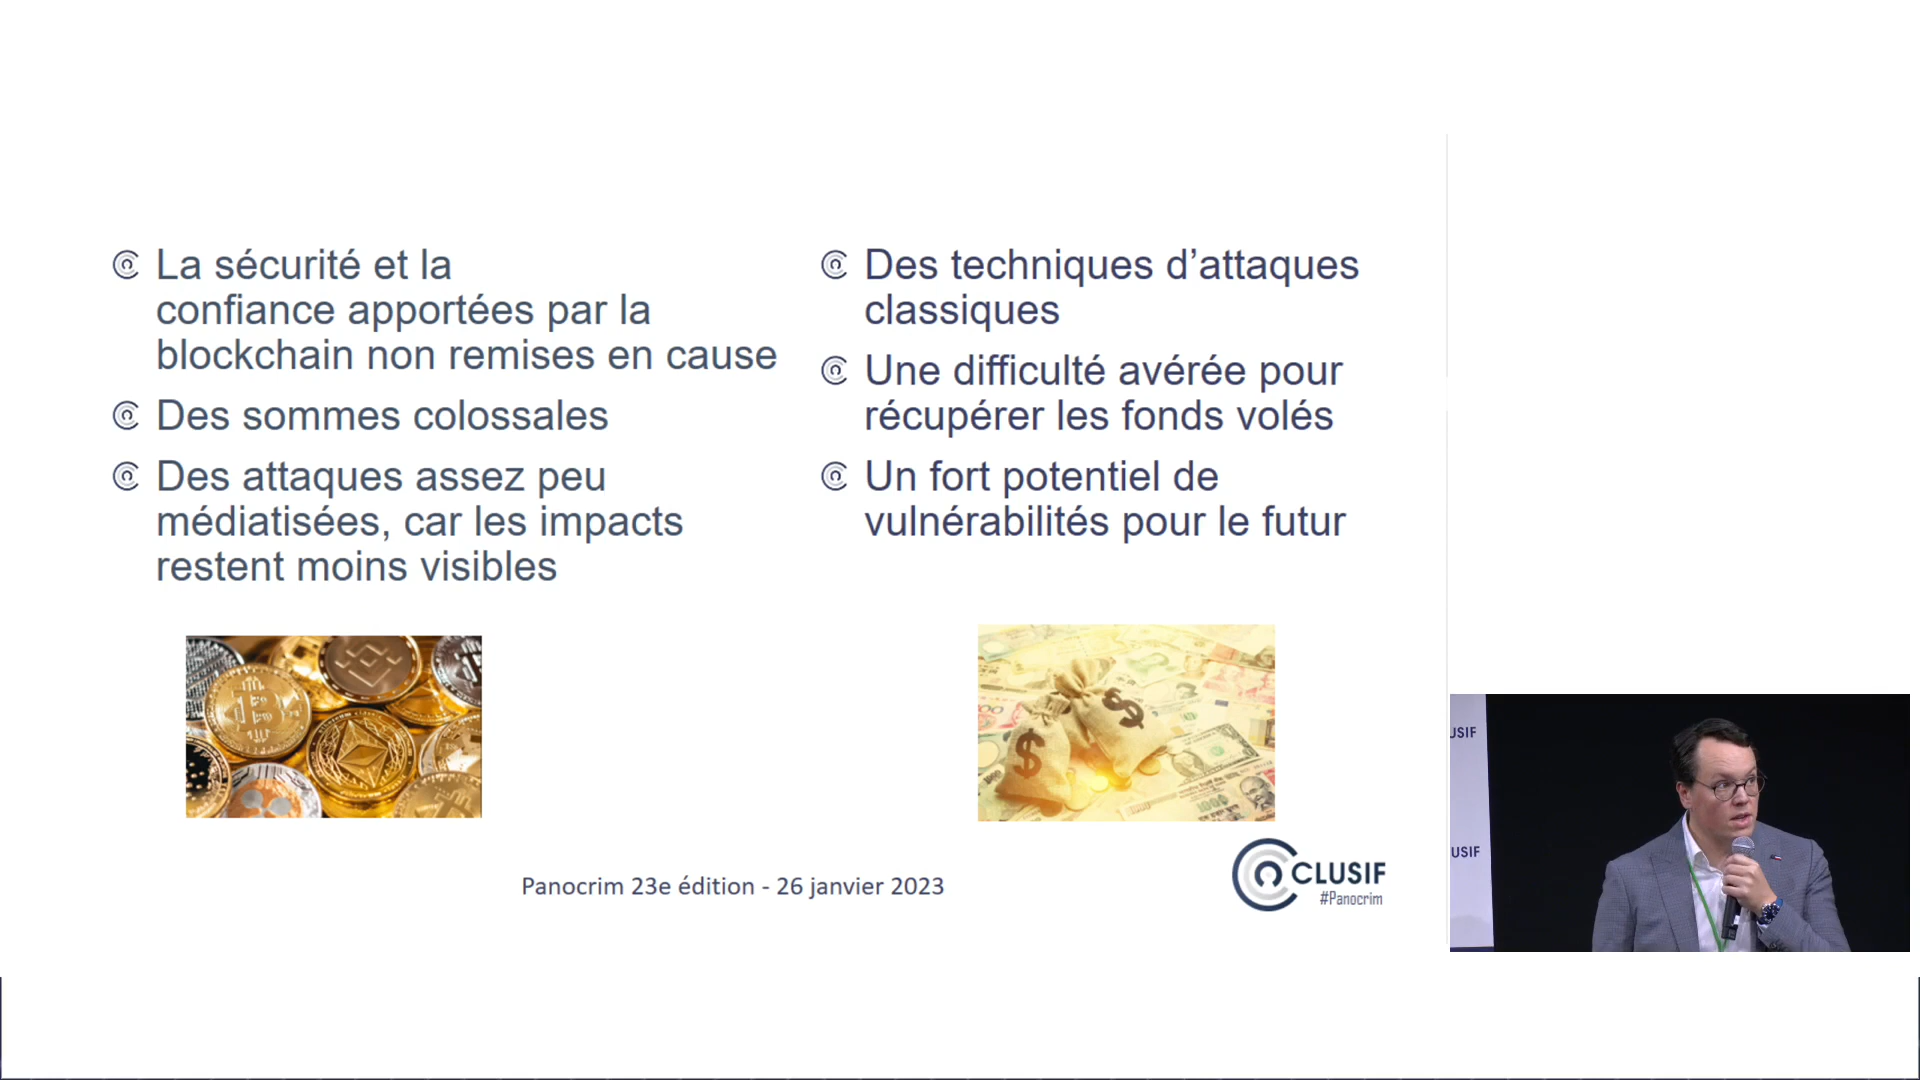 La sécurité et la
confiance apportées par la
blockchain non remises en cause
Des sommes colossales
Des attaques assez peu
médiatisées, car les impacts
restent moins visibles
Des techniques d’attaques
classiques
Une difficulté avérée pour
récupérer les fonds volés
Un fort potentiel de
vulnérabilités pour le futur
$
$
Panocrim 23e édition - 26 janvier 2023
CLUSIF
#Panocrim
USIF
USIF